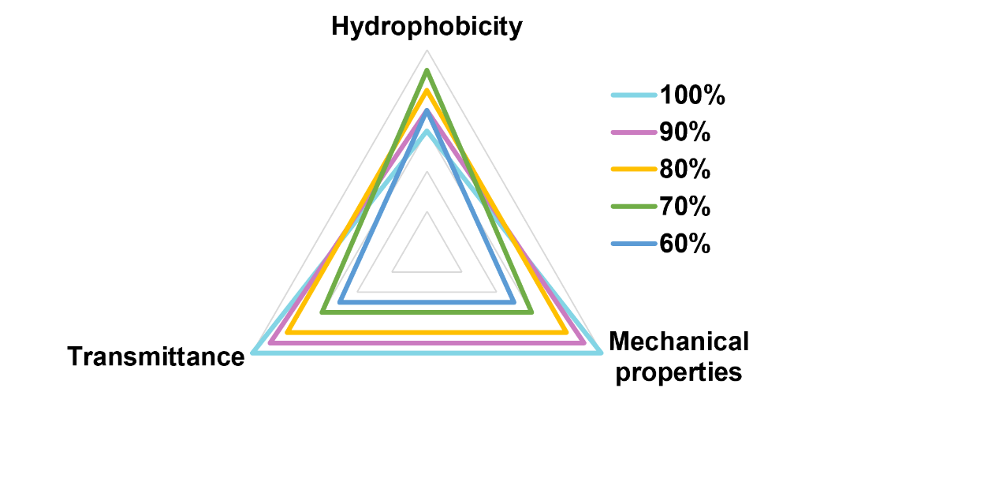 Hydrophobicity
100%
90%
80%
70%
60%
Transmittance
Mechanical
properties